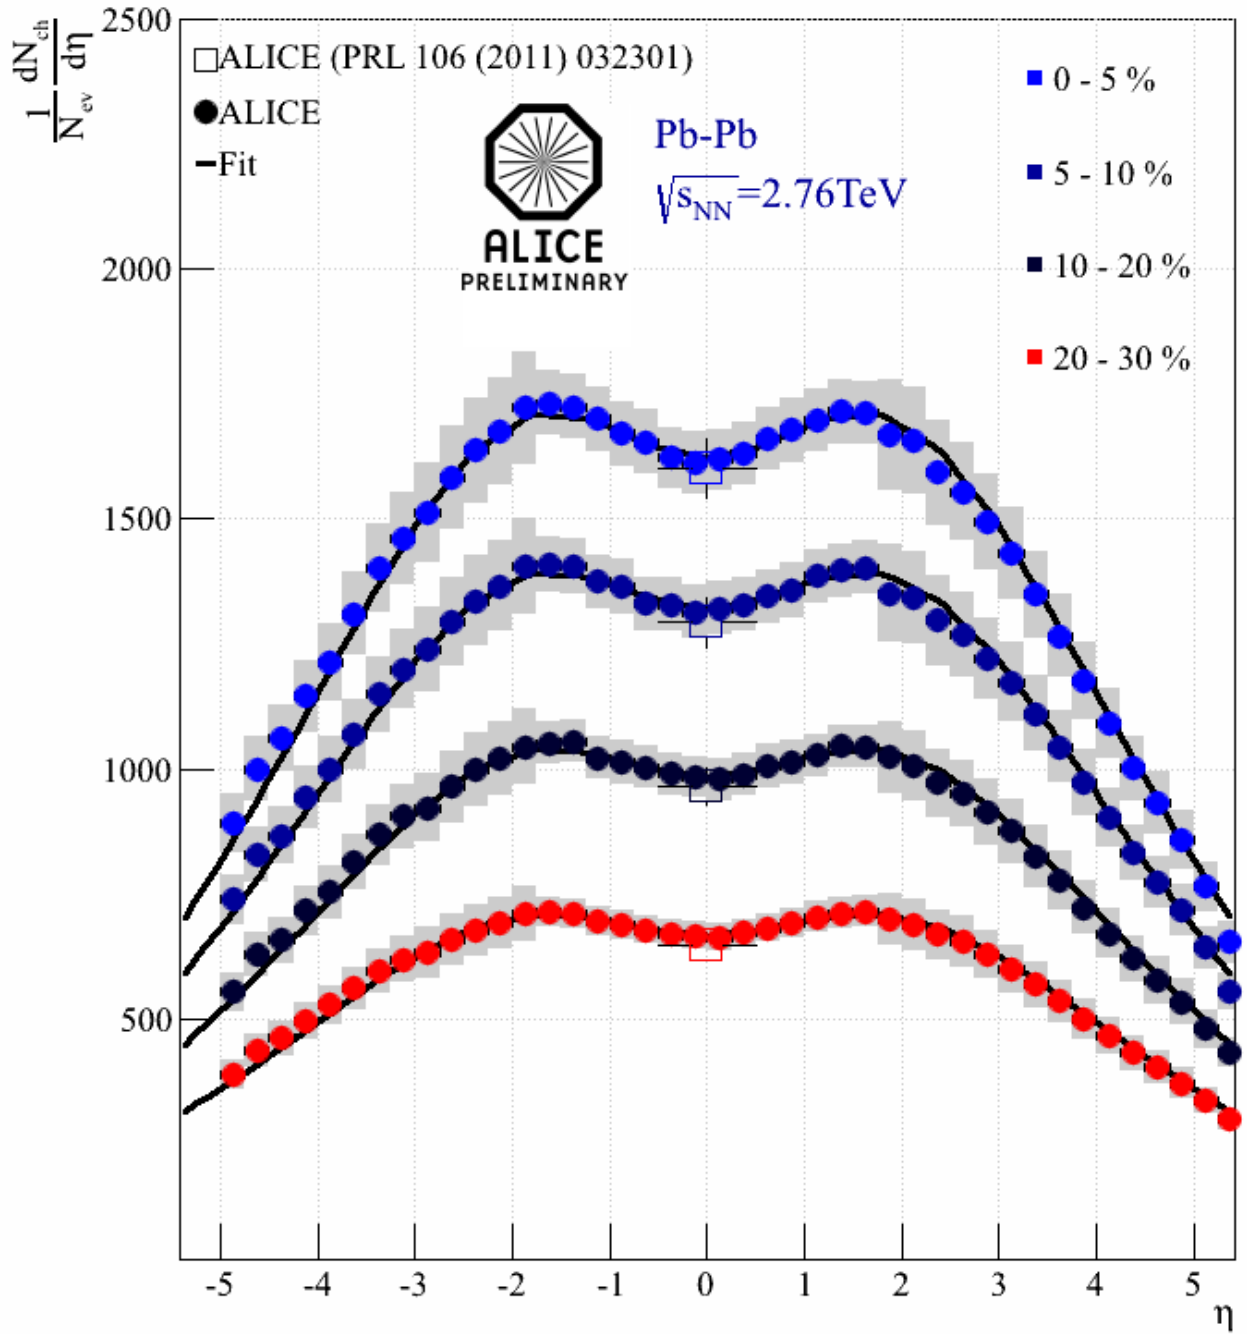 1/N_ev dN_ch/dη
2500
2000
1500
1000
500
ALICE (PRL 106 (2011) 032301)
ALICE
Fit
ALICE
PRELIMINARY
Pb-Pb
√s_NN=2.76TeV
0 - 5 %
5 - 10 %
10 - 20 %
20 - 30 %
-5 -4 -3 -2 -1 0 1 2 3 4 5
η